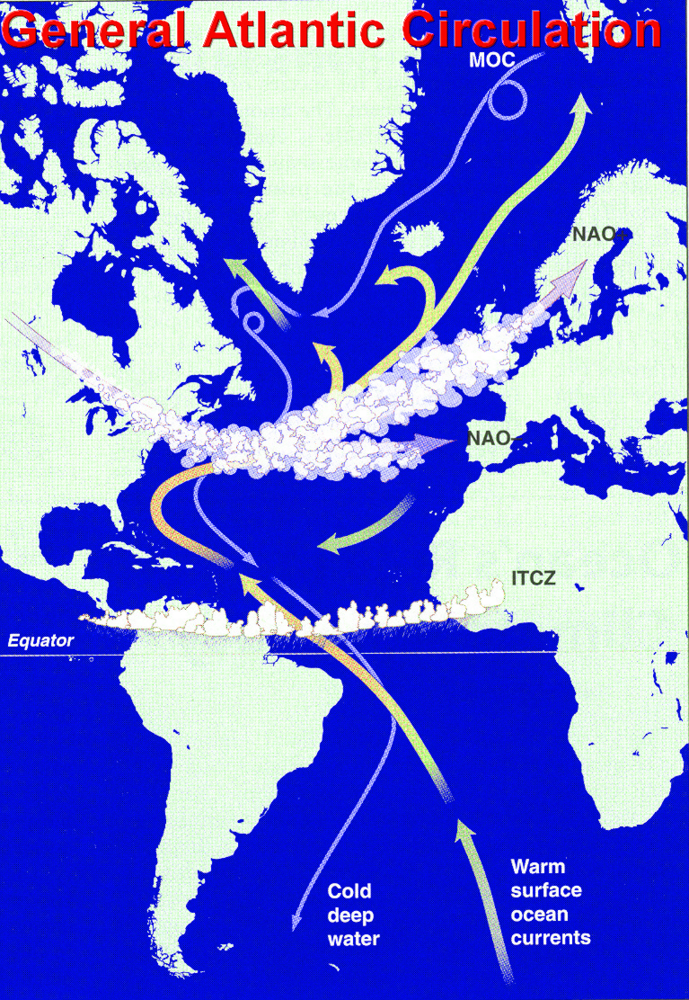 General Atlantic Circulation
MOC
NAO+
NAO-
ITCZ
Equator
Warm
surface
ocean
currents
Cold
deep
water